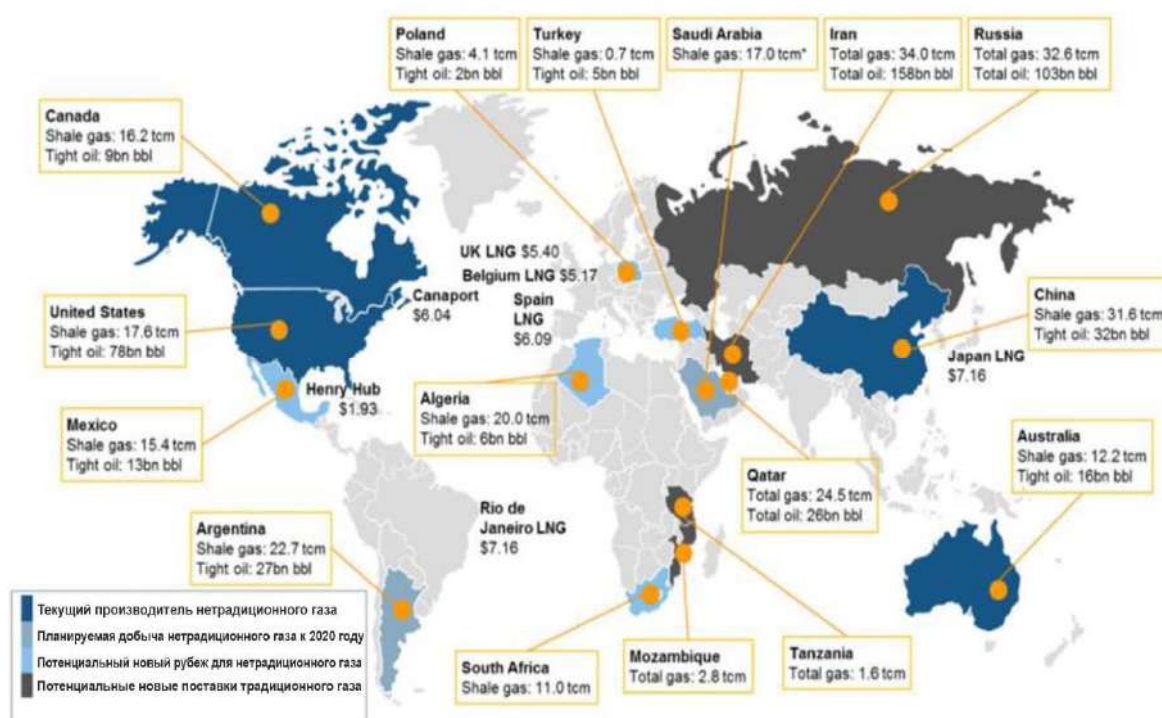 Poland
Shale gas: 4.1 tcm
Tight oil: 2bn bbl
Turkey
Shale gas: 0.7 tcm
Tight oil: 5bn bbl
Saudi Arabia
Shale gas: 17.0 tcm*
Iran
Total gas: 34.0 tcm
Total oil: 158bn bbl
Russia
Total gas: 32.6 tcm
Total oil: 103bn bbl
Canada
Shale gas: 16.2 tcm
Tight oil: 9bn bbl
UK LNG $5.40
Belgium LNG $5.17
Canaport
$6.04
Spain
LNG
$6.09
United States
Shale gas: 17.6 tcm
Tight oil: 78bn bbl
China
Shale gas: 31.6 tcm
Tight oil: 32bn bbl
Japan LNG
$7.16
Henry Hub
$1.93
Mexico
Shale gas: 15.4 tcm
Tight oil: 13bn bbl
Algeria
Shale gas: 20.0 tcm
Tight oil: 6bn bbl
Australia
Shale gas: 12.2 tcm
Tight oil: 16bn bbl
Qatar
Total gas: 24.5 tcm
Total oil: 26bn bbl
Rio de
Janeiro LNG
$7.16
Argentina
Shale gas: 22.7 tcm
Tight oil: 27bn bbl
Текущий производитель нетрадиционного газа
Планируемая добыча нетрадиционного газа к 2020 году
Потенциальный новый рубеж для нетрадиционного газа
Потенциальные новые поставки традиционного газа
South Africa
Shale gas: 11.0 tcm
Mozambique
Total gas: 2.8 tcm
Tanzania
Total gas: 1.6 tcm